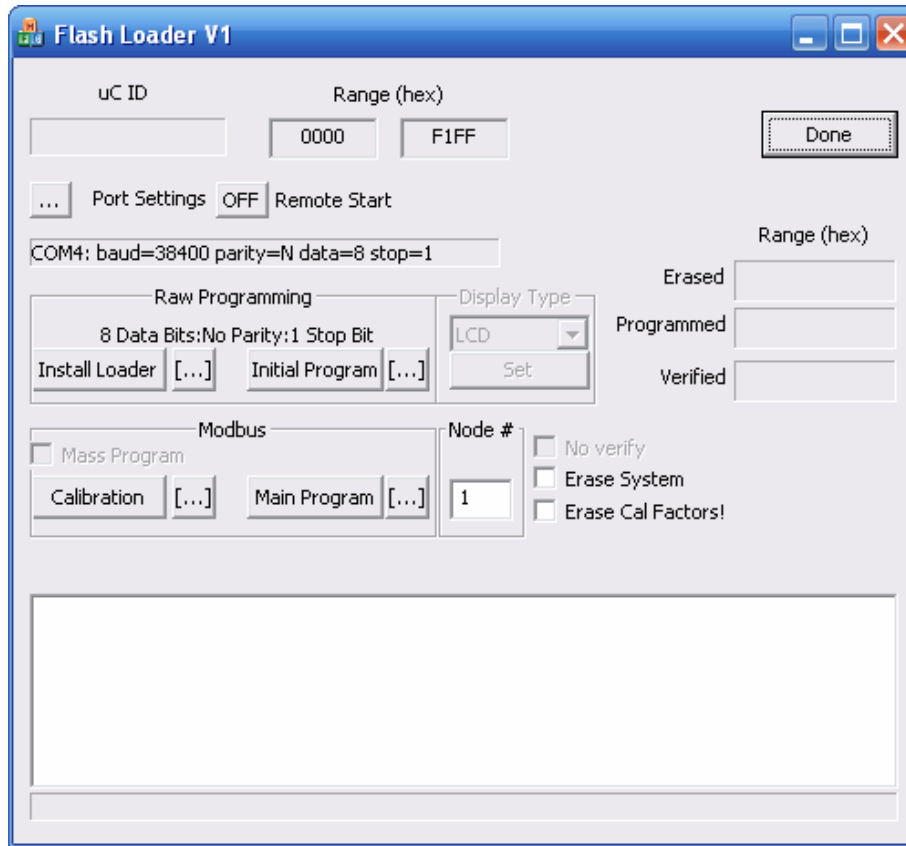 Flash Loader V1
uC ID
Range (hex)
0000
F1FF
Done
...
Port Settings
OFF
Remote Start
COM4: baud=38400 parity=N data=8 stop=1
Range (hex)
Erased
Programmed
Verified
Raw Programming
8 Data Bits:No Parity:1 Stop Bit
Install Loader
[...]
Initial Program
[...]
Display Type
LCD
Set
Modbus
Mass Program
Calibration
[...]
Main Program
[...]
Node #
1
No verify
Erase System
Erase Cal Factors!